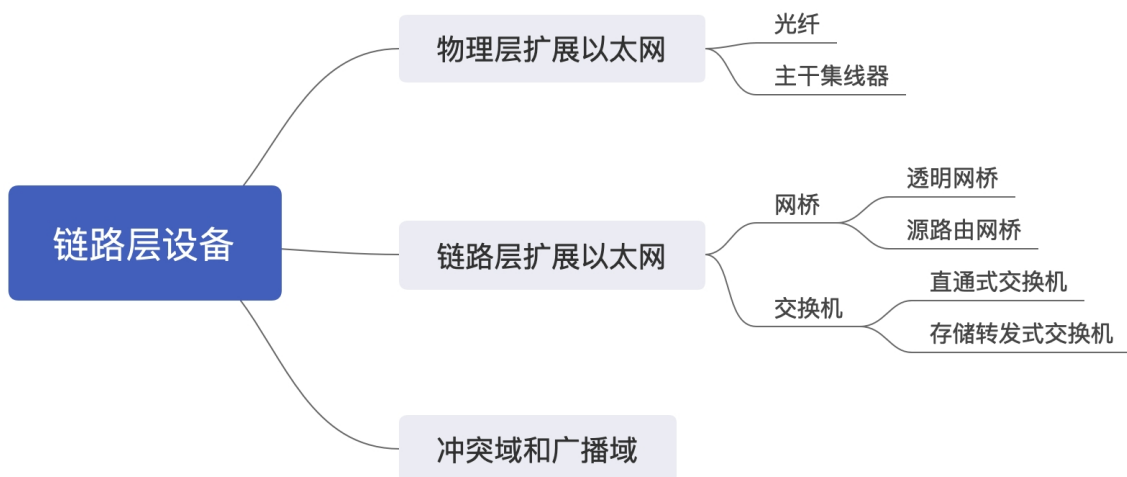 链路层设备
物理层扩展以太网
光纤
主干集线器
链路层扩展以太网
网桥
透明网桥
源路由网桥
交换机
直通式交换机
存储转发式交换机
冲突域和广播域